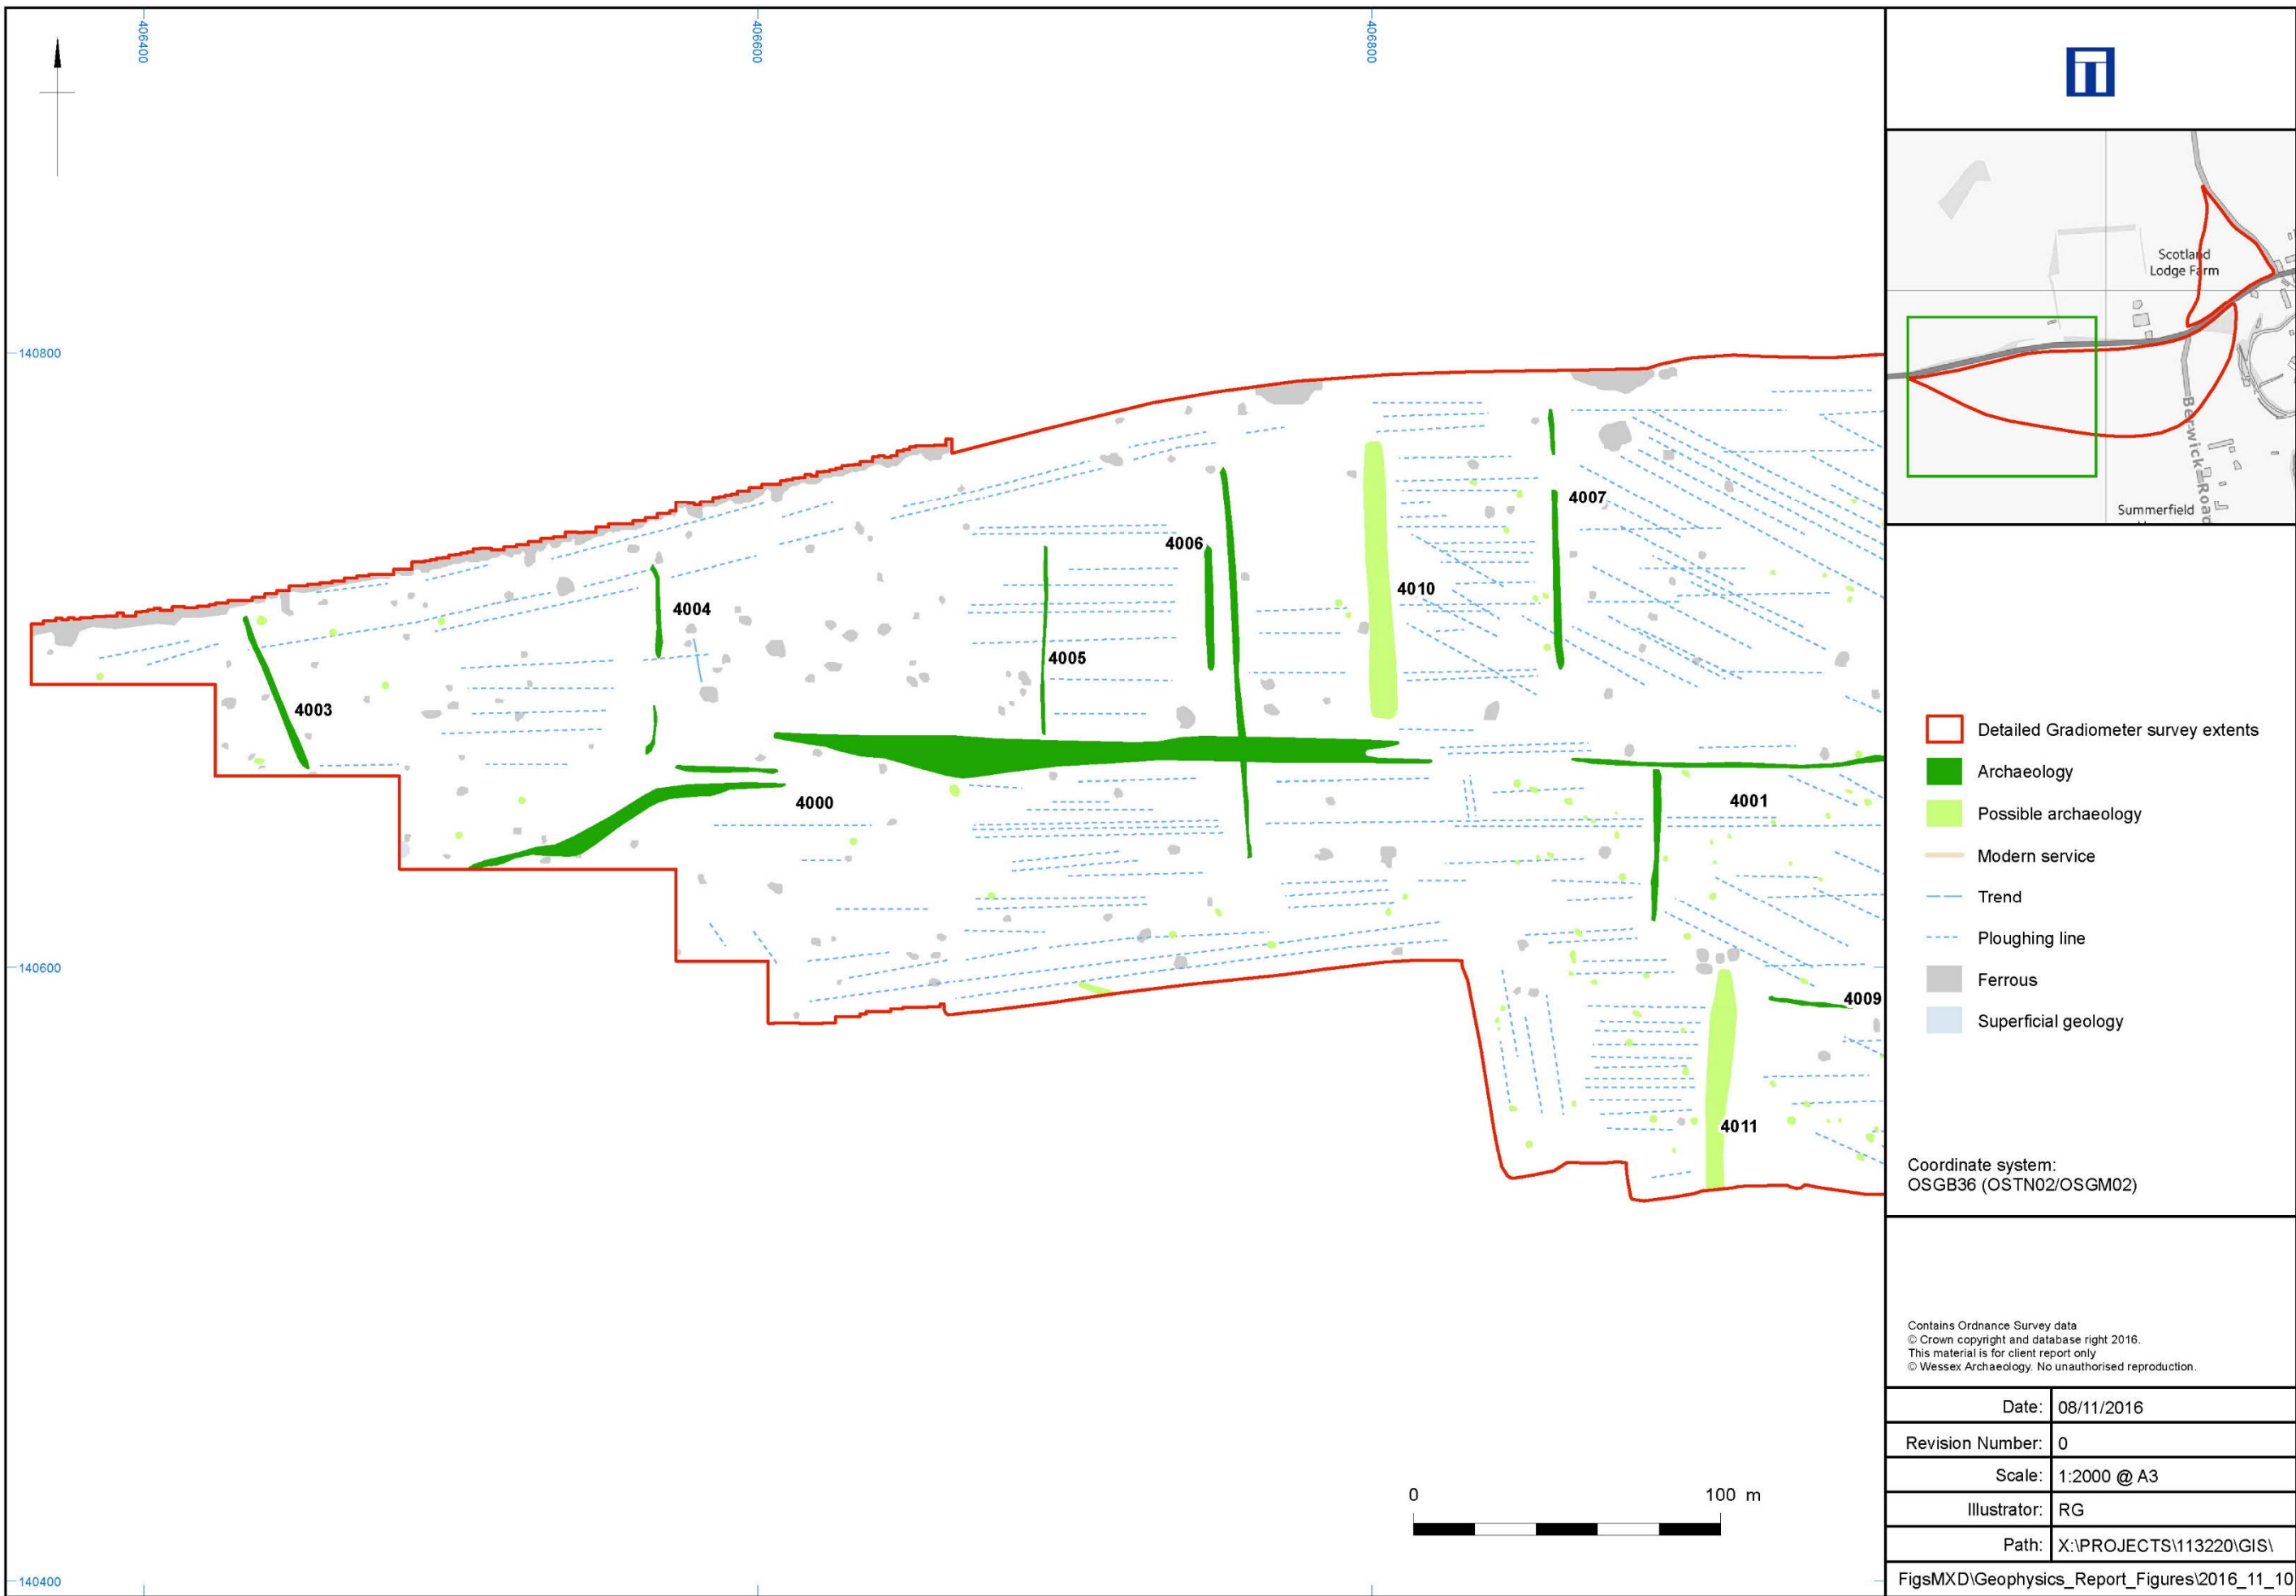 406400
406600
406800
140800
140600
140400
4003
4004
4005
4006
4007
4010
4000
4001
4009
4011
0 100 m
Scotland
Lodge Farm
Berwick Road
Summerfield
Detailed Gradiometer survey extents
Archaeology
Possible archaeology
Modern service
Trend
Ploughing line
Ferrous
Superficial geology
Coordinate system:
OSGB36 (OSTN02/OSGM02)
Contains Ordnance Survey data
© Crown copyright and database right 2016.
This material is for client report only
© Wessex Archaeology. No unauthorised reproduction.
Date: 08/11/2016
Revision Number: 0
Scale: 1:2000 @ A3
Illustrator: RG
Path: X:\PROJECTS\113220\GIS\
FigsMXD\Geophysics_Report_Figures\2016_11_10